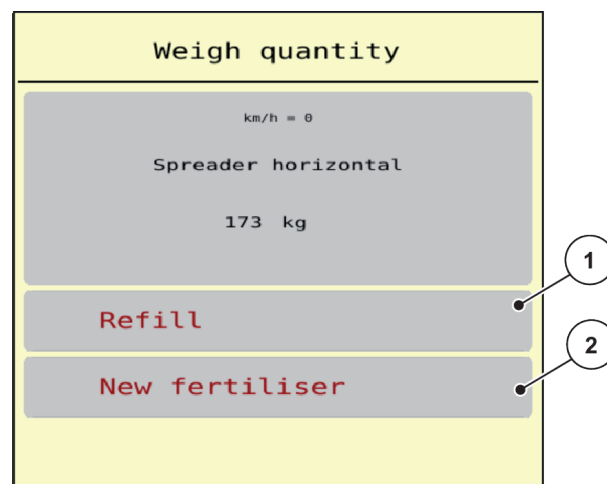 Weigh quantity
km/h = 0
Spreader horizontal
173 kg
1
Refill
2
New fertiliser